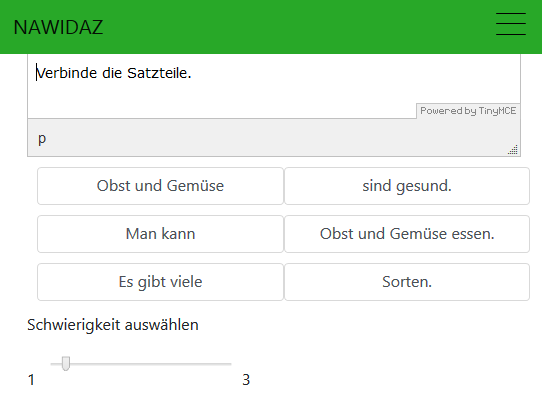 NAWIDAZ
Verbinde die Satzteile.
Powered by TinyMCE
p
Obst und Gemüse sind gesund.
Man kann Obst und Gemüse essen.
Es gibt viele Sorten.
Schwierigkeit auswählen
1 3